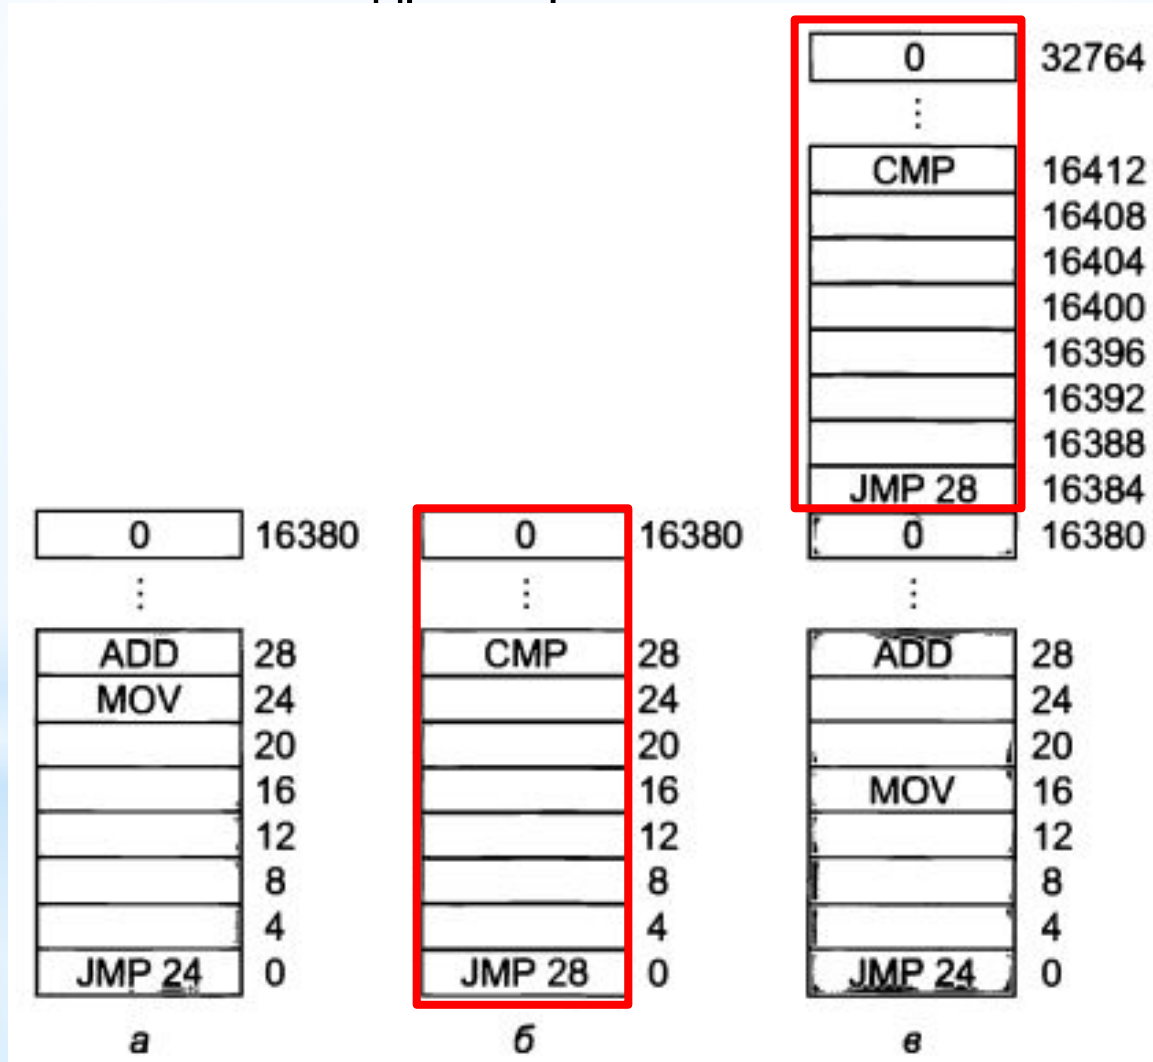 0 32764
⋮
CMP 16412
16408
16404
16400
16396
16392
16388
JMP 28 16384
0 16380 0 16380 0 16380
⋮ ⋮ ⋮
ADD 28 CMP 28 ADD 28
MOV 24 24 24
20 20 20
16 16 MOV 16
12 12 12
8 8 8
4 4 4
JMP 24 0 JMP 28 0 JMP 24 0
а б в